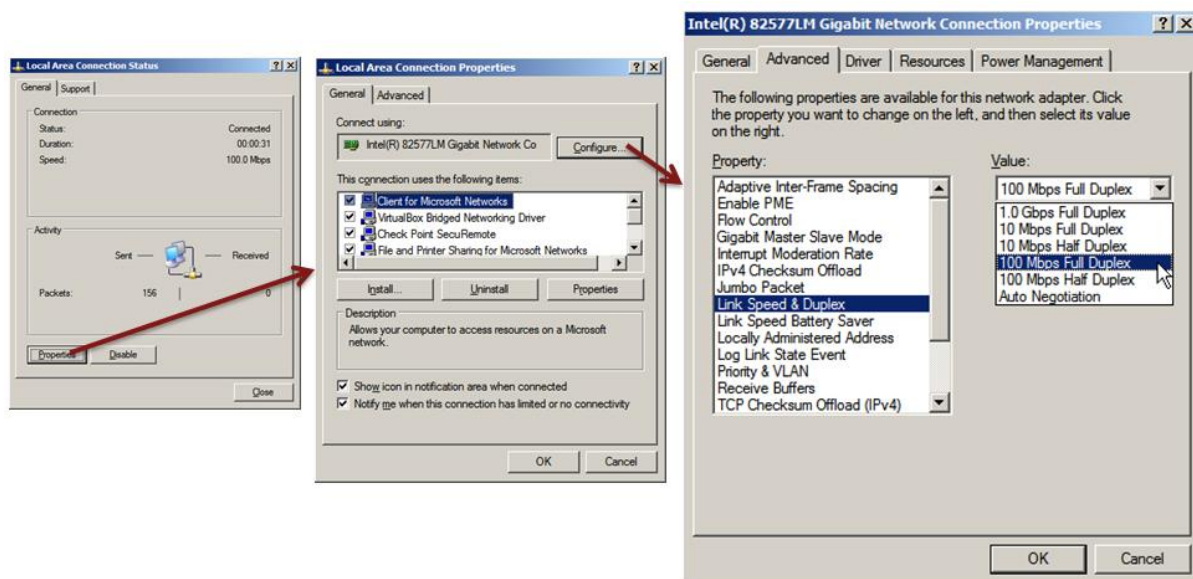 Local Area Connection Status
General
Support
Connection
Status: Connected
Duration: 00:00:31
Speed: 100.0 Mbps
Activity
Sent
Received
Packets: 156
0
Properties
Disable
Close
Local Area Connection Properties
General
Advanced
Connect using:
Intel(R) 82577LM Gigabit Network Co
Configure...
This connection uses the following items:
Client for Microsoft Networks
VirtualBox Bridged Networking Driver
Check Point SecuRemote
File and Printer Sharing for Microsoft Networks
Install...
Uninstall
Properties
Description
Allows your computer to access resources on a Microsoft
network.
Show icon in notification area when connected
Notify me when this connection has limited or no connectivity
OK
Cancel
Intel(R) 82577LM Gigabit Network Connection Properties
General
Advanced
Driver
Resources
Power Management
The following properties are available for this network adapter. Click
the property you want to change on the left, and then select its value
on the right.
Property:
Adaptive Inter-Frame Spacing
Enable PME
Flow Control
Gigabit Master Slave Mode
Interrupt Moderation Rate
IPv4 Checksum Offload
Jumbo Packet
Link Speed & Duplex
Link Speed Battery Saver
Locally Administered Address
Log Link State Event
Priority & VLAN
Receive Buffers
TCP Checksum Offload (IPv4)
Value:
100 Mbps Full Duplex
1.0 Gbps Full Duplex
10 Mbps Full Duplex
10 Mbps Half Duplex
100 Mbps Full Duplex
100 Mbps Half Duplex
Auto Negotiation
OK
Cancel